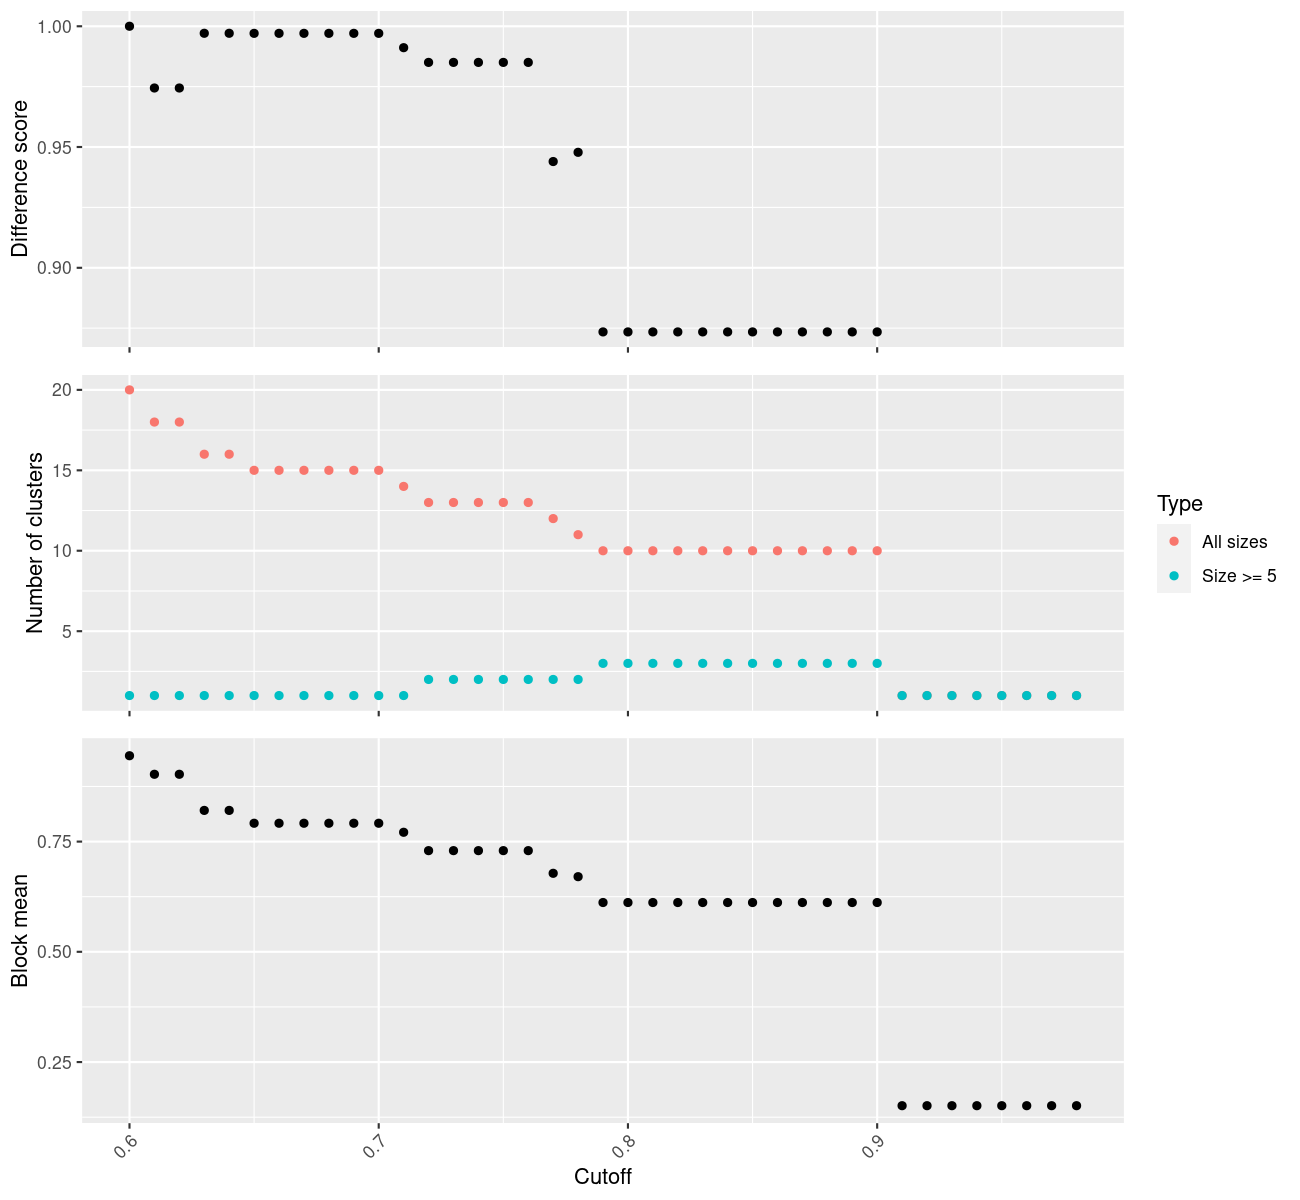 1.00
0.95
0.90
Difference score
20
15
10
5
Number of clusters
Type
All sizes
Size >= 5
0.75
0.50
0.25
Block mean
0.6
0.7
0.8
0.9
Cutoff